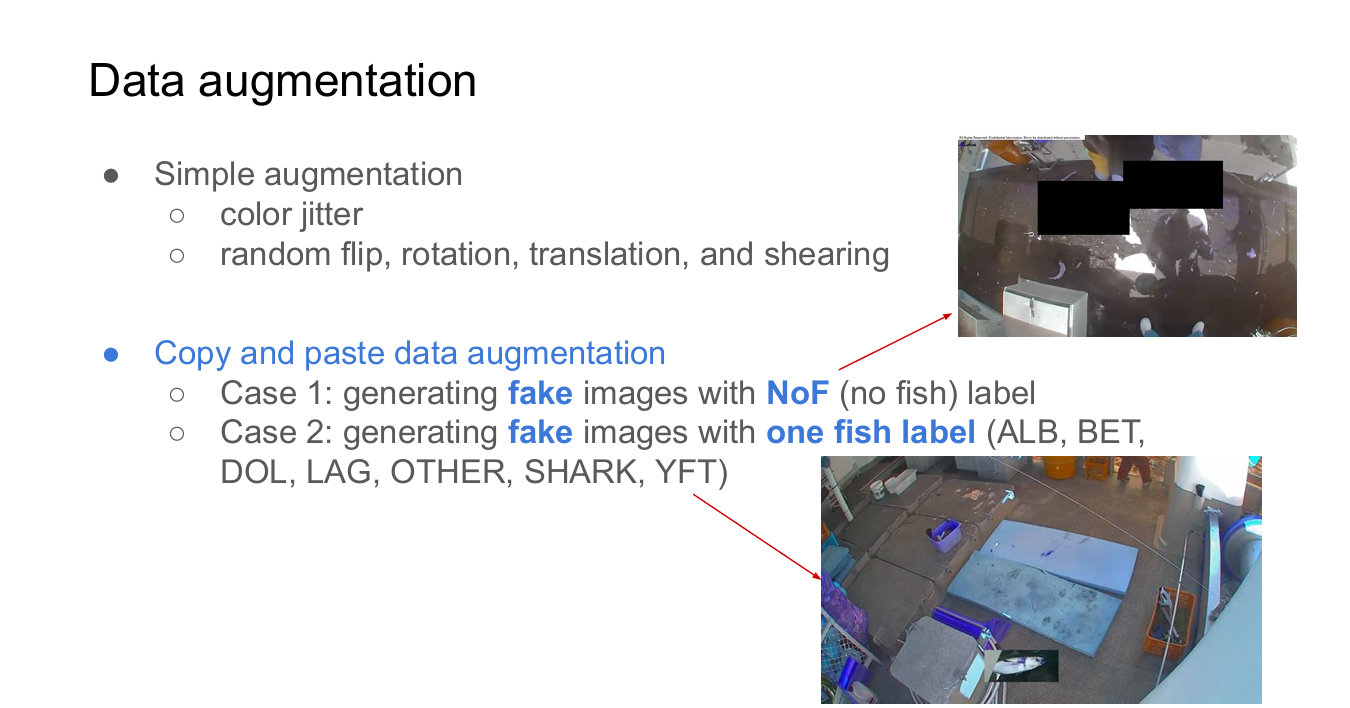 Data augmentation
● Simple augmentation
○ color jitter
○ random flip, rotation, translation, and shearing
All Rights Reserved. Confidential Information. Not to be distributed without permission.
● Copy and paste data augmentation
○ Case 1: generating fake images with NoF (no fish) label
○ Case 2: generating fake images with one fish label (ALB, BET,
DOL, LAG, OTHER, SHARK, YFT)